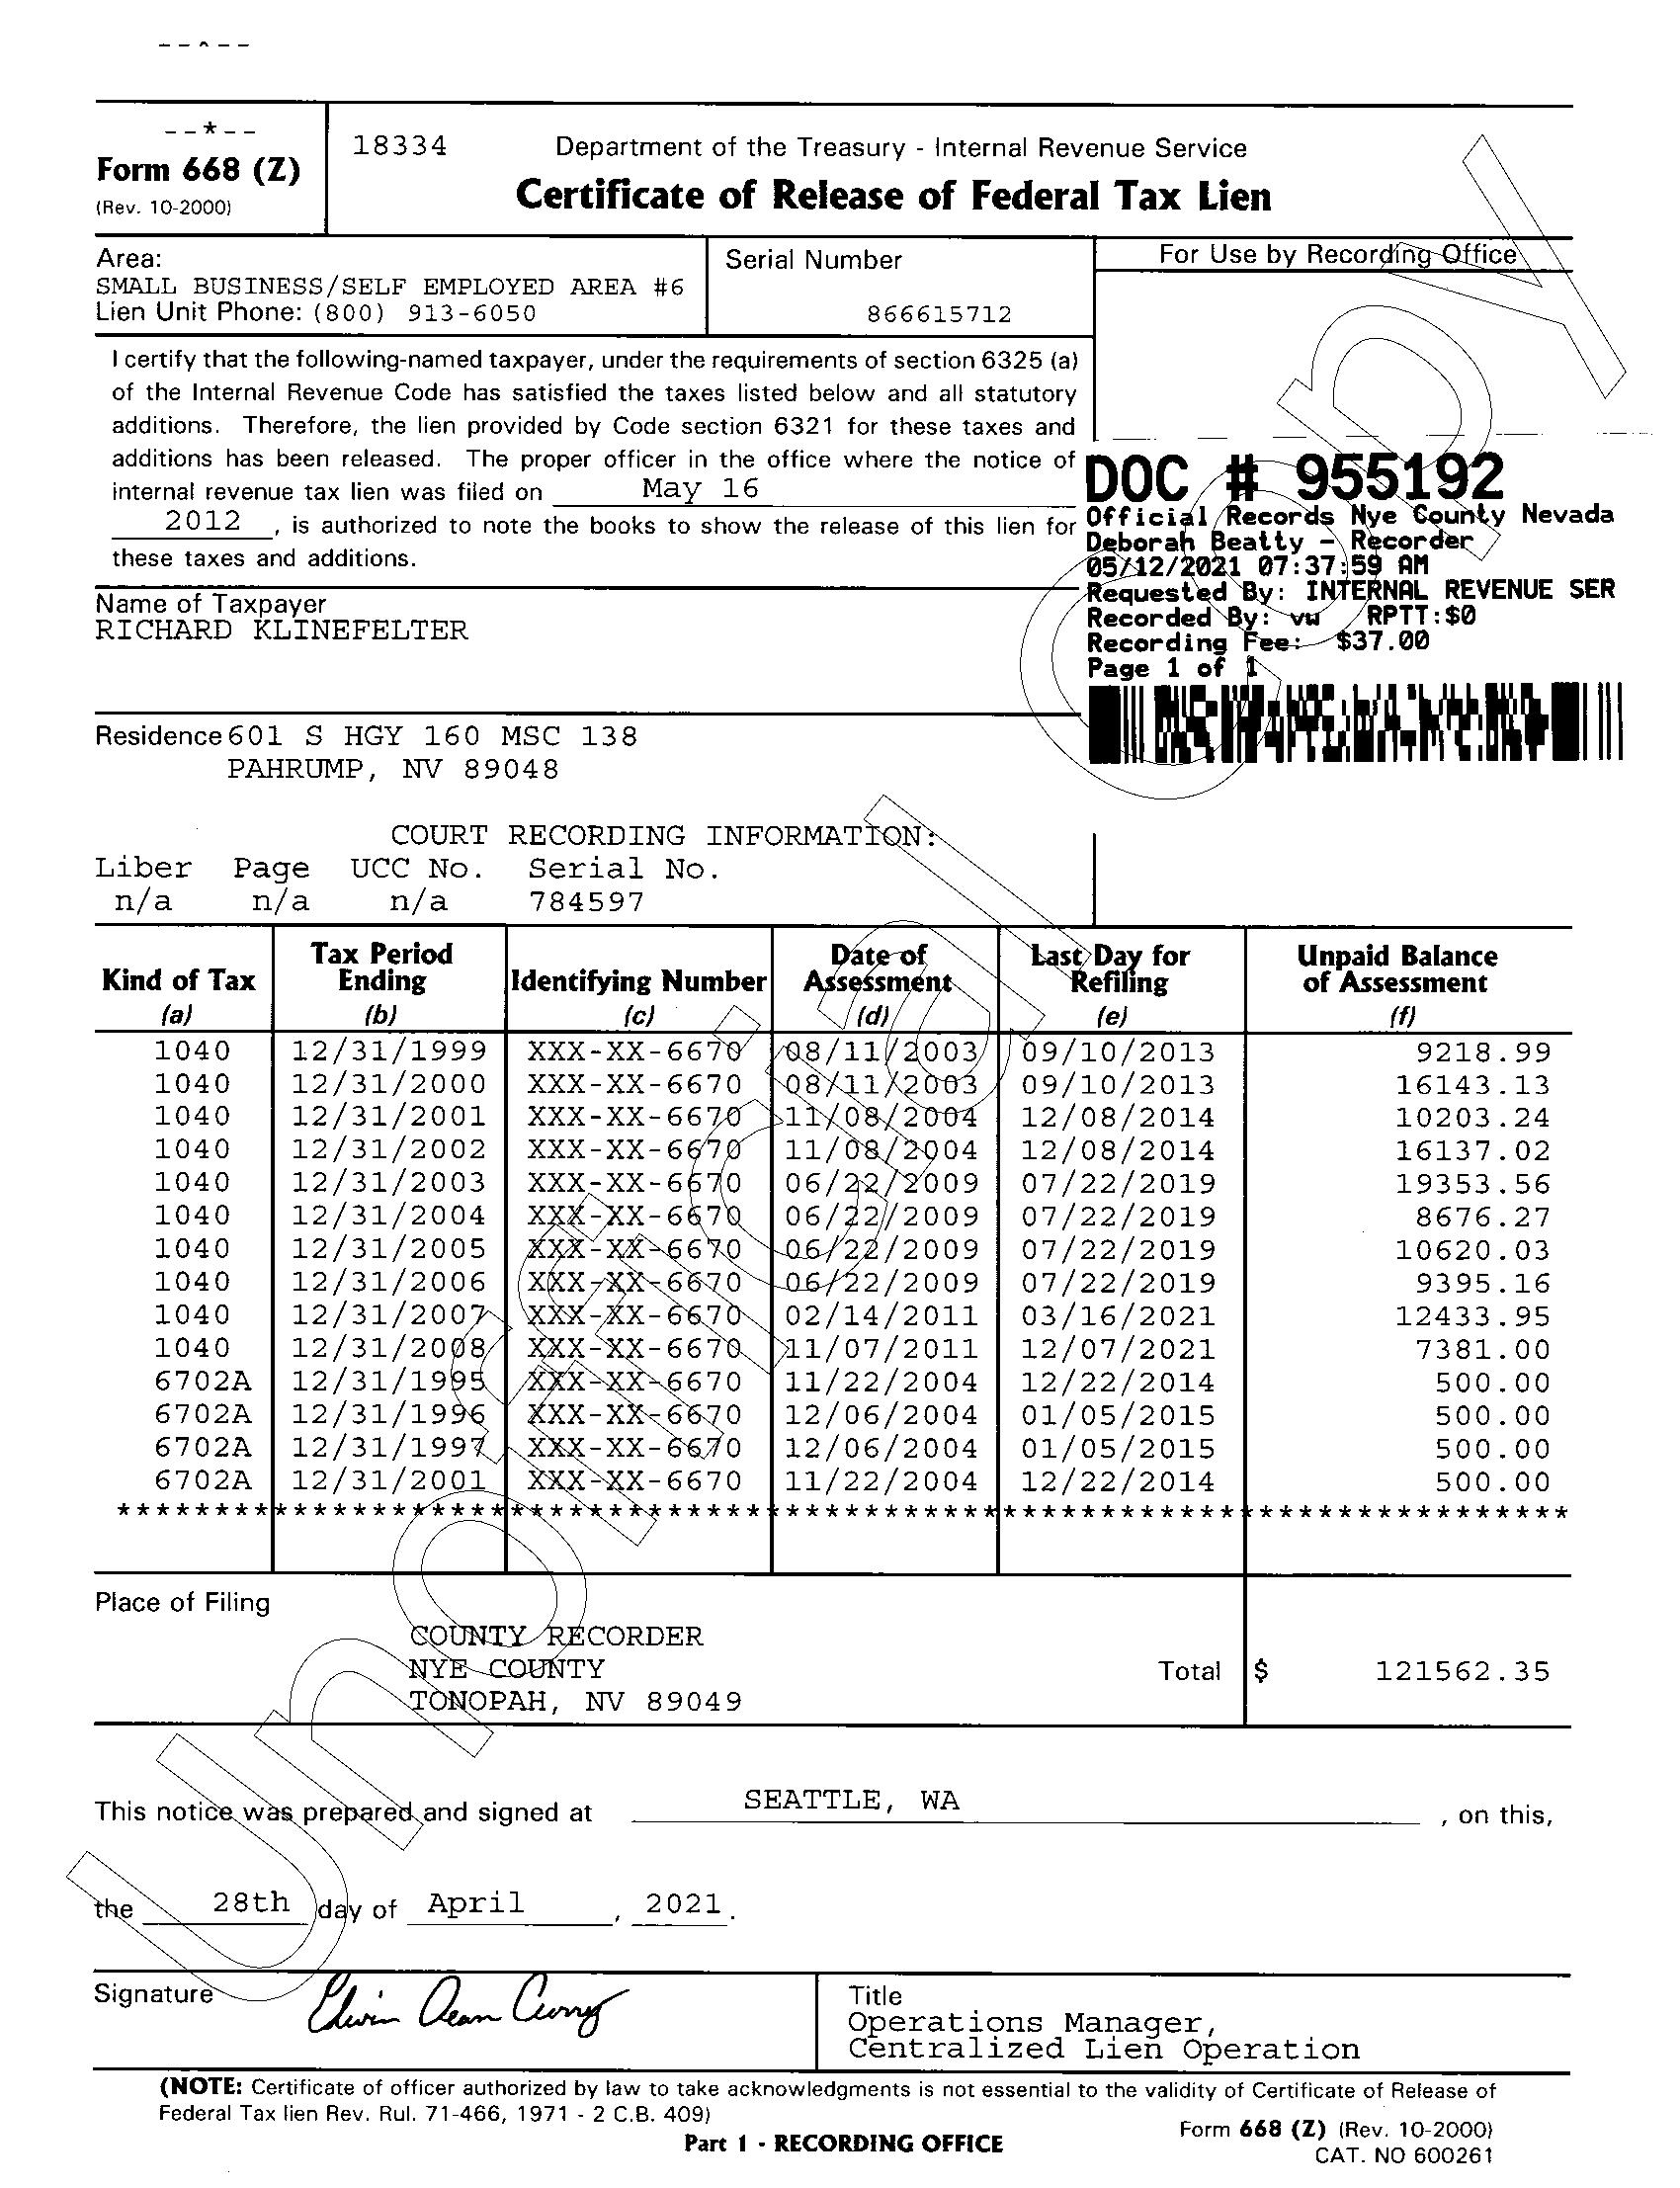 --^--
--*--
Form 668 (Z)
(Rev. 10-2000)
18334
Department of the Treasury - Internal Revenue Service
Certificate of Release of Federal Tax Lien
Area:
SMALL BUSINESS/SELF EMPLOYED AREA #6
Lien Unit Phone: (800) 913-6050
Serial Number
866615712
For Use by Recording Office
I certify that the following-named taxpayer, under the requirements of section 6325 (a)
of the Internal Revenue Code has satisfied the taxes listed below and all statutory
additions. Therefore, the lien provided by Code section 6321 for these taxes and
additions has been released. The proper officer in the office where the notice of
internal revenue tax lien was filed on May 16
2012 , is authorized to note the books to show the release of this lien for
these taxes and additions.
DOC # 955192
Official Records Nye County Nevada
Deborah Beatty - Recorder
05/12/2021 07:37:59 AM
Requested By: INTERNAL REVENUE SER
Recorded By: vw RPTT:$0
Recording Fee: $37.00
Page 1 of 1
Name of Taxpayer
RICHARD KLINEFELTER
Residence 601 S HGY 160 MSC 138
PAHRUMP, NV 89048
COURT RECORDING INFORMATION:
Liber Page UCC No. Serial No.
n/a n/a n/a 784597
Kind of Tax (a) Tax Period Ending (b) Identifying Number (c) Date of Assessment (d) Last Day for Refiling (e) Unpaid Balance of Assessment (f)
1040 12/31/1999 XXX-XX-6670 08/11/2003 09/10/2013 9218.99
1040 12/31/2000 XXX-XX-6670 08/11/2003 09/10/2013 16143.13
1040 12/31/2001 XXX-XX-6670 11/08/2004 12/08/2014 10203.24
1040 12/31/2002 XXX-XX-6670 11/08/2004 12/08/2014 16137.02
1040 12/31/2003 XXX-XX-6670 06/22/2009 07/22/2019 19353.56
1040 12/31/2004 XXX-XX-6670 06/22/2009 07/22/2019 8676.27
1040 12/31/2005 XXX-XX-6670 06/22/2009 07/22/2019 10620.03
1040 12/31/2006 XXX-XX-6670 06/22/2009 07/22/2019 9395.16
1040 12/31/2007 XXX-XX-6670 02/14/2011 03/16/2021 12433.95
1040 12/31/2008 XXX-XX-6670 11/07/2011 12/07/2021 7381.00
6702A 12/31/1995 XXX-XX-6670 11/22/2004 12/22/2014 500.00
6702A 12/31/1996 XXX-XX-6670 12/06/2004 01/05/2015 500.00
6702A 12/31/1997 XXX-XX-6670 12/06/2004 01/05/2015 500.00
6702A 12/31/2001 XXX-XX-6670 11/22/2004 12/22/2014 500.00
**************************************************************************
Place of Filing
COUNTY RECORDER
NYE COUNTY
TONOPAH, NV 89049
Total $ 121562.35
This notice was prepared and signed at SEATTLE, WA , on this,
the 28th day of April , 2021 .
Signature
Edwin Dean Curry
Title
Operations Manager,
Centralized Lien Operation
(NOTE: Certificate of officer authorized by law to take acknowledgments is not essential to the validity of Certificate of Release of
Federal Tax lien Rev. Rul. 71-466, 1971 - 2 C.B. 409)
Part 1 - RECORDING OFFICE
Form 668 (Z) (Rev. 10-2000)
CAT. NO 600261
Unofficial Copy